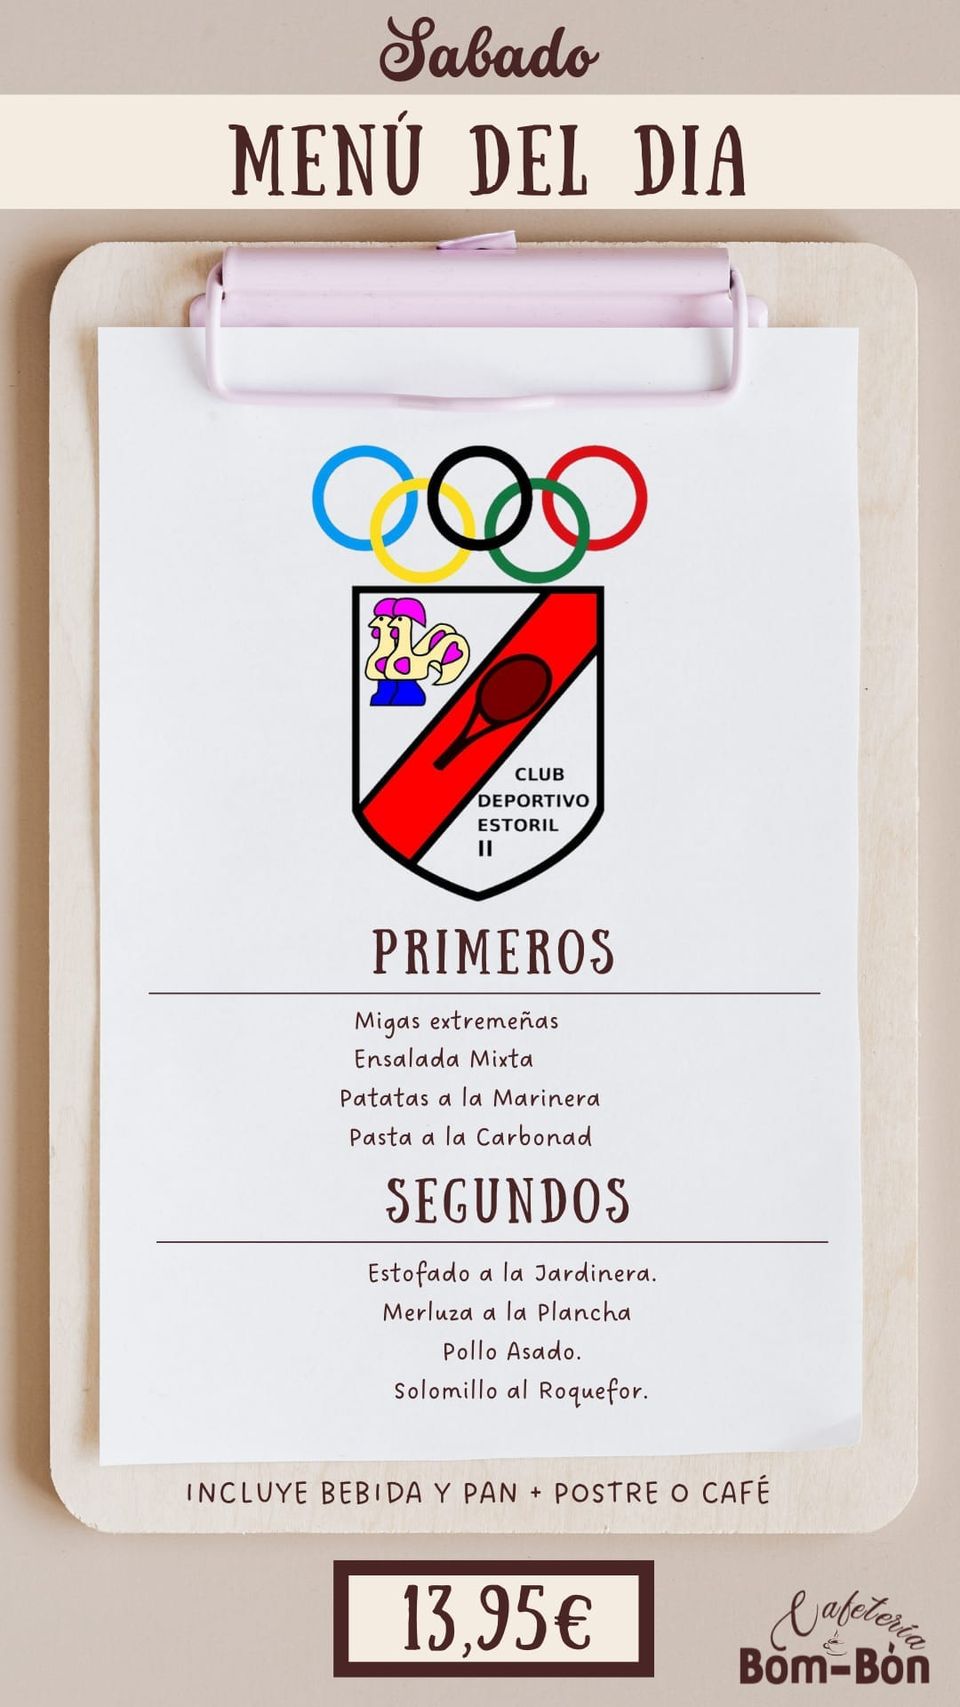 Sabado
MENÚ DEL DIA
CLUB
DEPORTIVO
ESTORIL
II
PRIMEROS
Migas extremeñas
Ensalada Mixta
Patatas a la Marinera
Pasta a la Carbonad
SEGUNDOS
Estofado a la Jardinera.
Merluza a la Plancha
Pollo Asado.
Solomillo al Roquefor.
INCLUYE BEBIDA Y PAN + POSTRE O CAFÉ
13,95€
Cafetería
Bom-Bòn